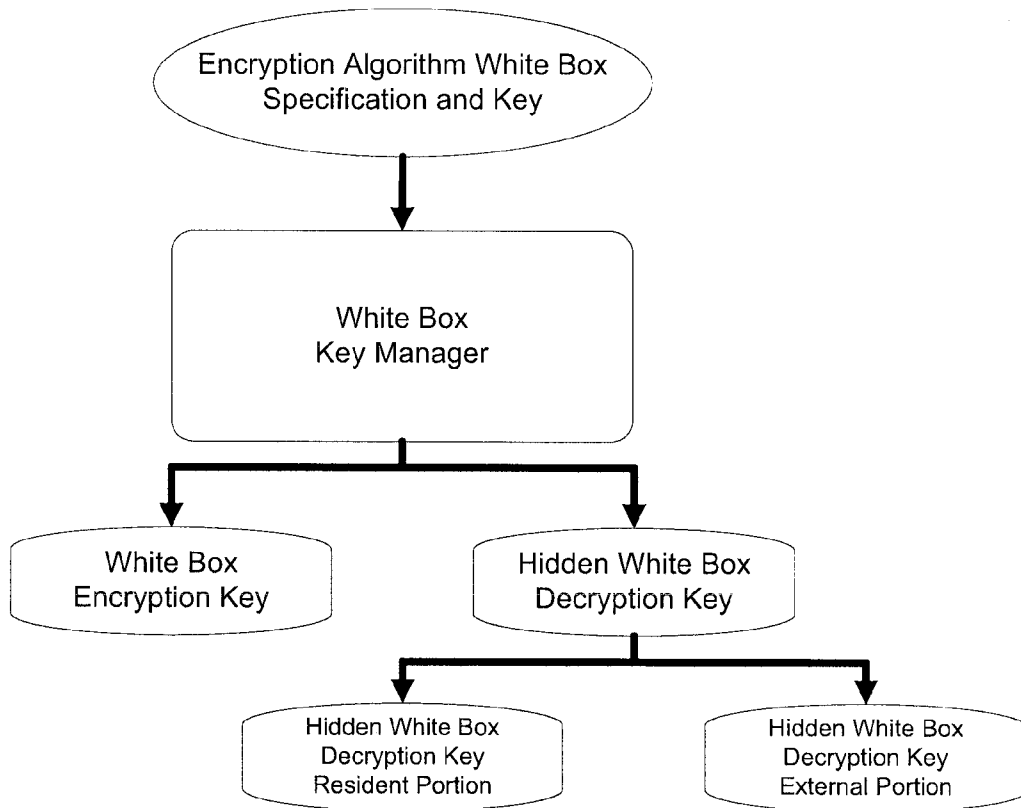 Encryption Algorithm White Box
Specification and Key
White Box
Key Manager
White Box
Encryption Key
Hidden White Box
Decryption Key
Hidden White Box
Decryption Key
Resident Portion
Hidden White Box
Decryption Key
External Portion